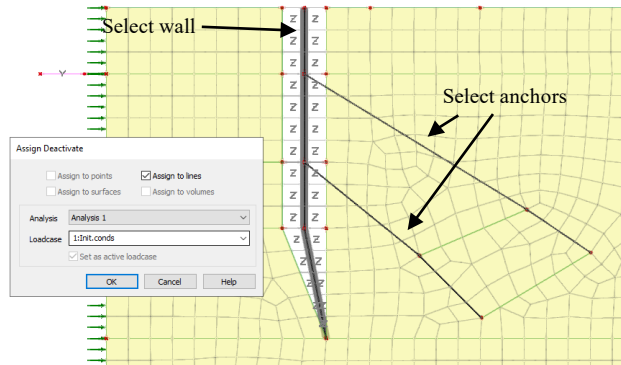 Select wall
Select anchors
Y
Assign Deactivate
Assign to points
Assign to lines
Assign to surfaces
Assign to volumes
Analysis Analysis 1
Loadcase 1:Init.conds
Set as active loadcase
OK Cancel Help